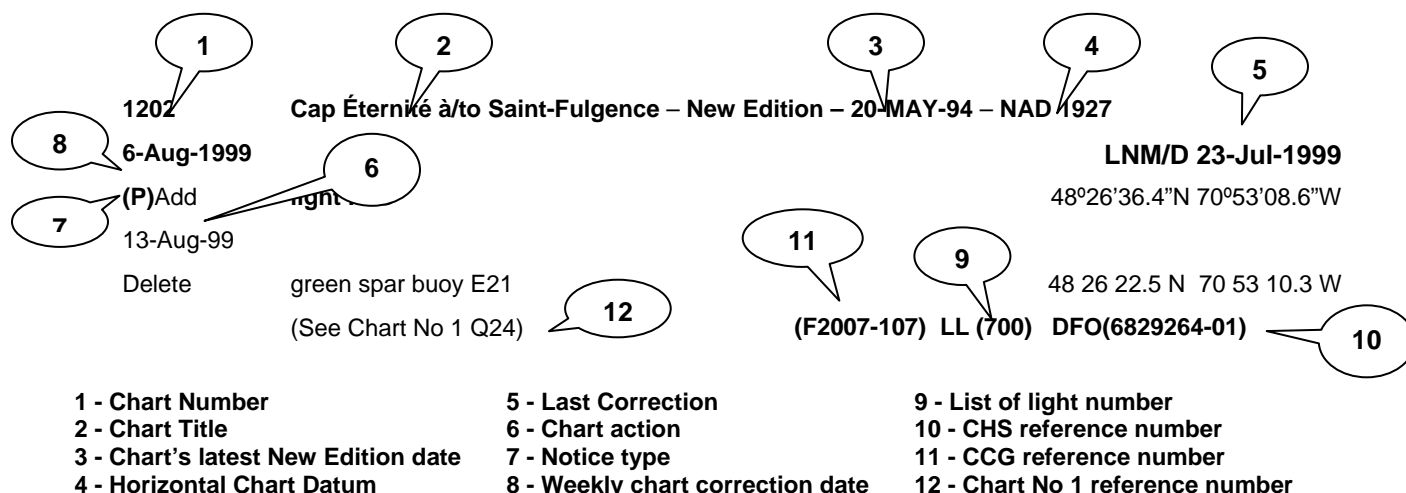 1 2 3 4
5
1202 Cap Éternité à/to Saint-Fulgence – New Edition – 20-MAY-94 – NAD 1927
8 6-Aug-1999 LNM/D 23-Jul-1999
6
(P)Add light 48º26’36.4”N 70º53’08.6”W
7
13-Aug-99
11 9
Delete green spar buoy E21 48 26 22.5 N 70 53 10.3 W
12
(See Chart No 1 Q24) (F2007-107) LL (700) DFO(6829264-01)
10
1 - Chart Number 5 - Last Correction 9 - List of light number
2 - Chart Title 6 - Chart action 10 - CHS reference number
3 - Chart's latest New Edition date 7 - Notice type 11 - CCG reference number
4 - Horizontal Chart Datum 8 - Weekly chart correction date 12 - Chart No 1 reference number